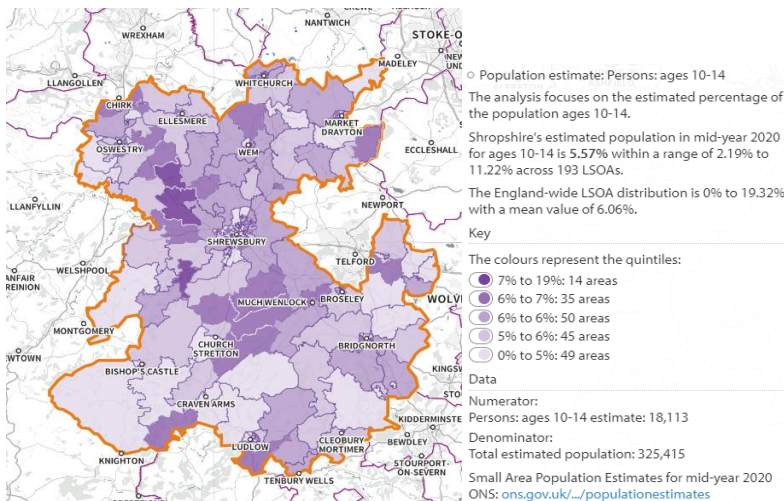 WREXHAM
NANTWICH
STOKE-O
MADELEY
LLANGOLLEN
WHITCHURCH
CHIRK
ELLESMERE
MARKET
DRAYTON
OSWESTRY
WEM
ECCLESHALL
LLANFYLLIN
NEWPORT
SHREWSBURY
TELFORD
WELSHPOOL
ANFAIR
REINION
MUCH WENLOCK
BROSELEY
WOLV
MONTGOMERY
CHURCH
STRETTON
BRIDGNORTH
EWTOWN
BISHOP'S CASTLE
KINGS
CRAVEN ARMS
KIDDERMINSTE
LUDLOW
CLEOBURY
MORTIMER
BEWDLEY
KNIGHTON
STOURPORT
-ON-SEVERN
TENBURY WELLS
Population estimate: Persons: ages 10-14
The analysis focuses on the estimated percentage of
the population ages 10-14.
Shropshire's estimated population in mid-year 2020
for ages 10-14 is 5.57% within a range of 2.19% to
11.22% across 193 LSOAs.
The England-wide LSOA distribution is 0% to 19.32%
with a mean value of 6.06%.
Key
The colours represent the quintiles:
7% to 19%: 14 areas
6% to 7%: 35 areas
6% to 6%: 50 areas
5% to 6%: 45 areas
0% to 5%: 49 areas
Data
Numerator:
Persons: ages 10-14 estimate: 18,113
Denominator:
Total estimated population: 325,415
Small Area Population Estimates for mid-year 2020
ONS: ons.gov.uk/.../populationestimates